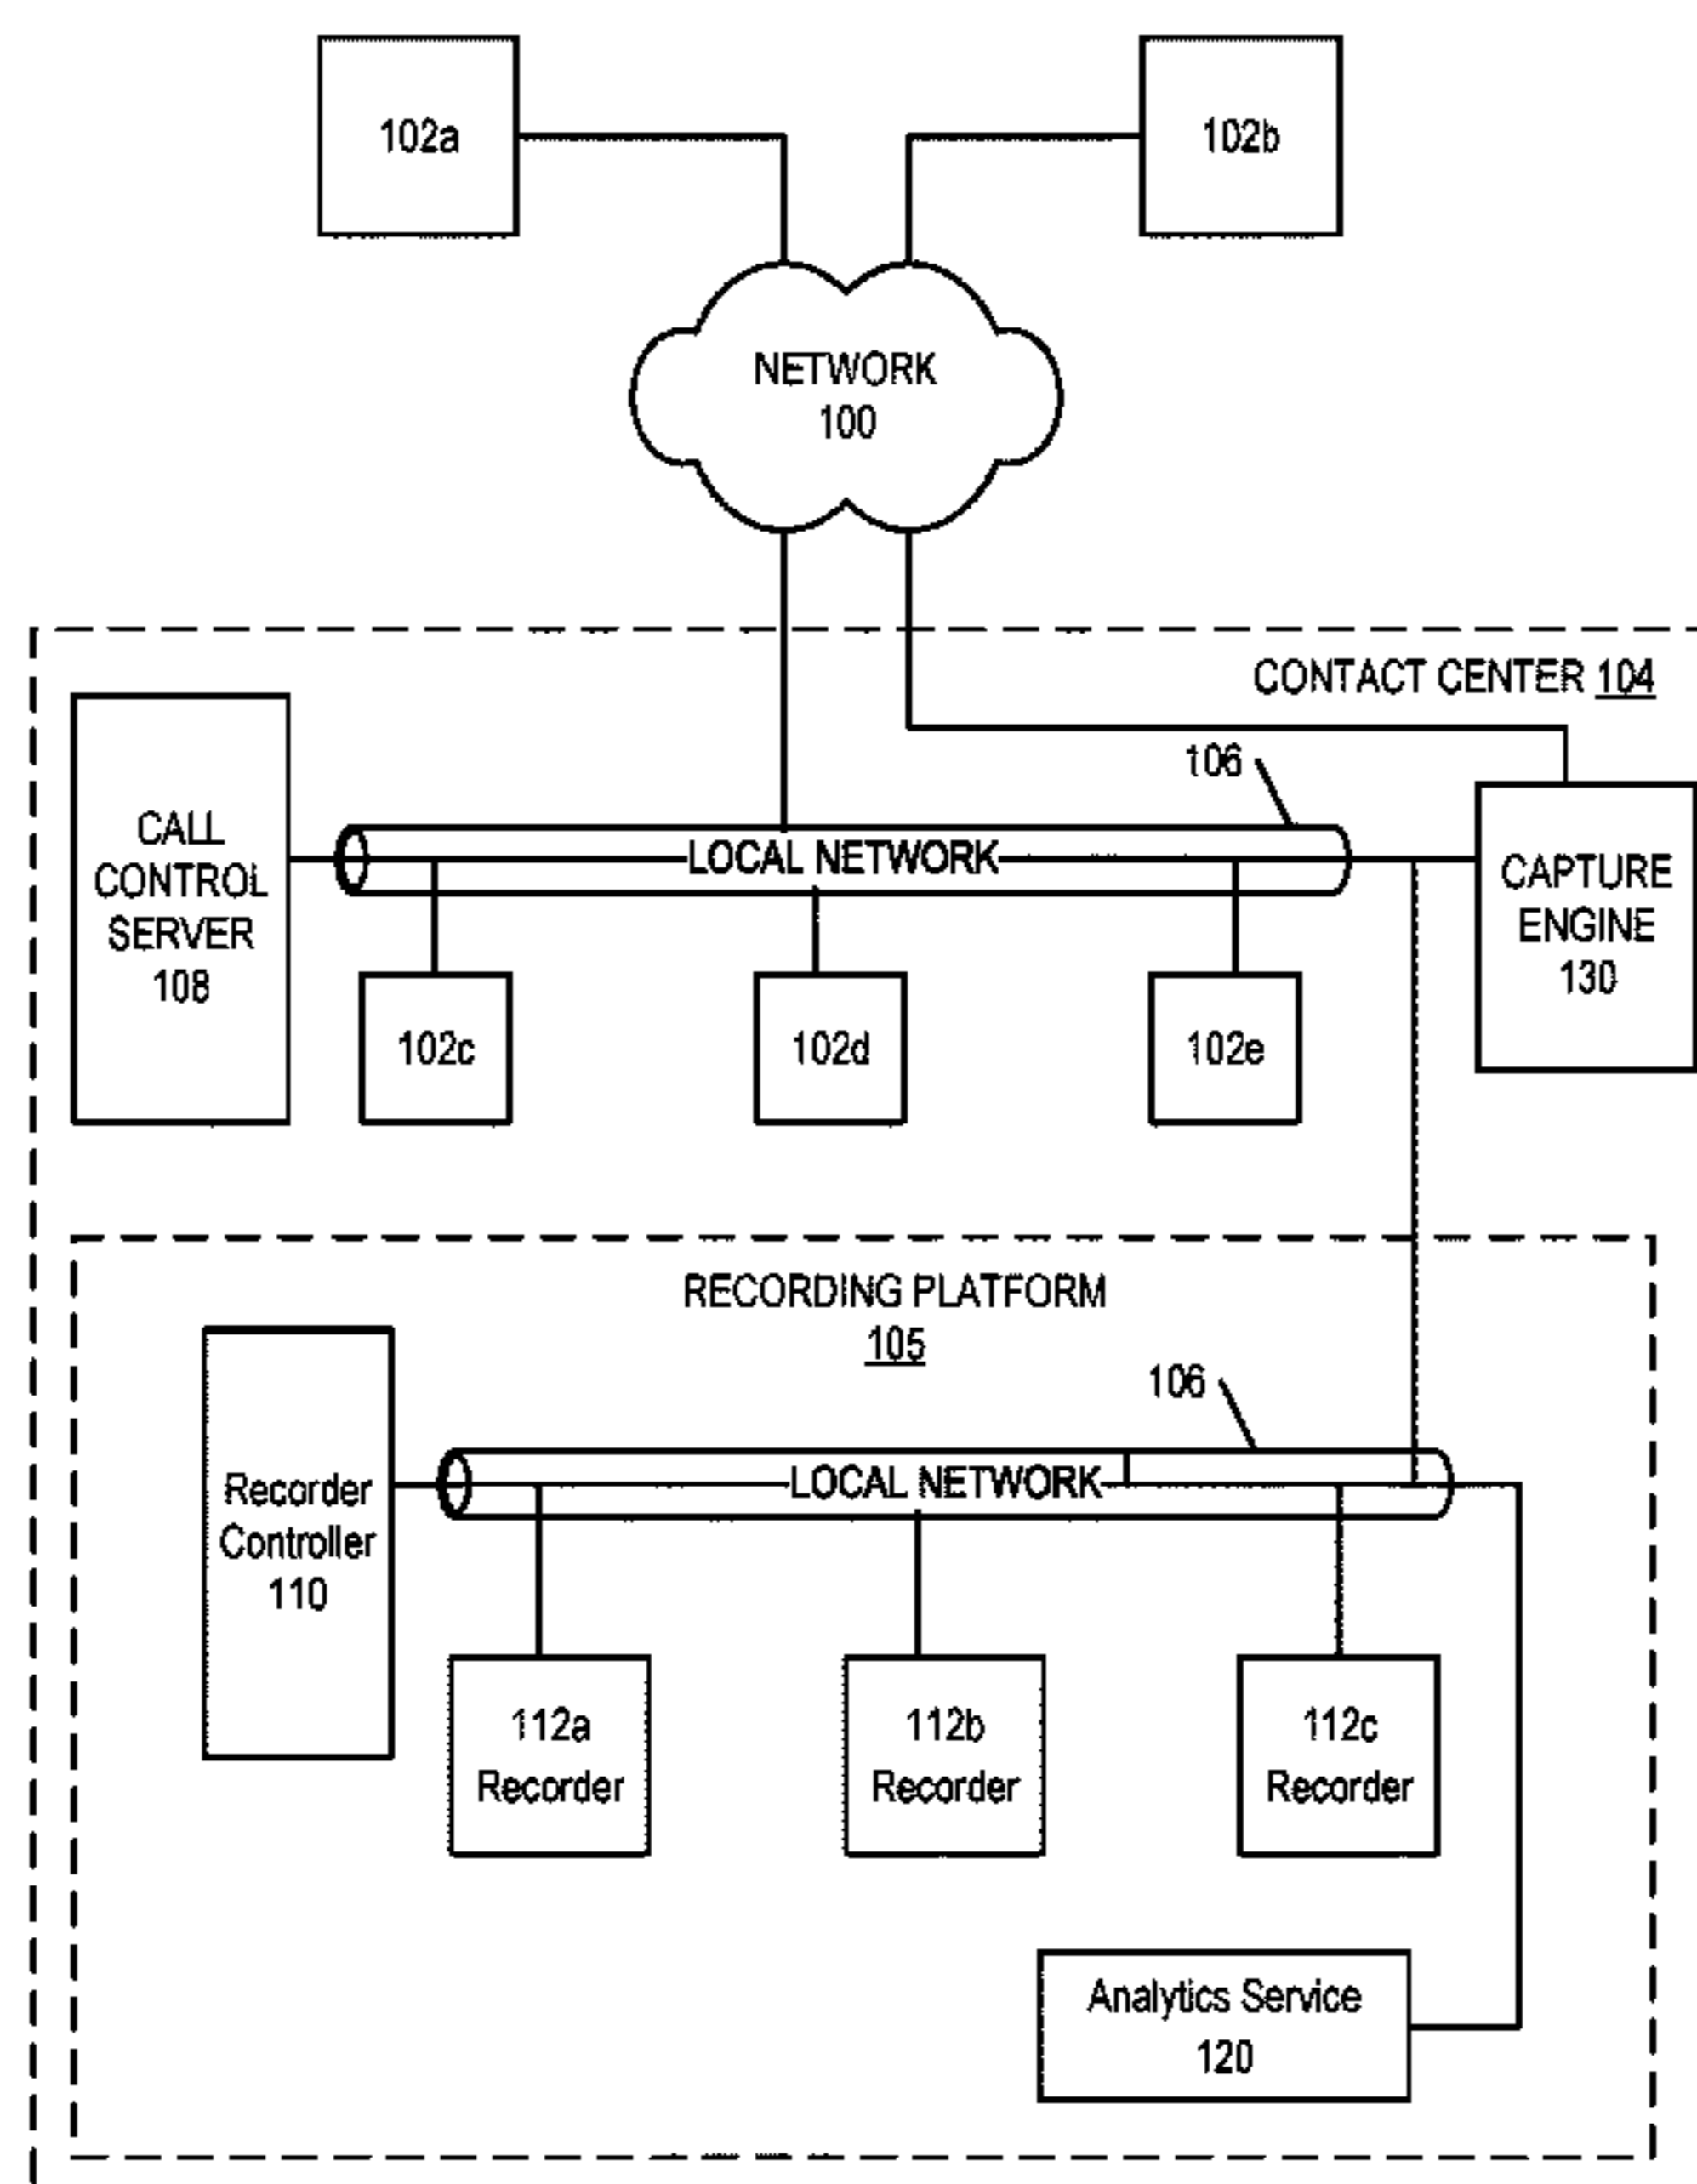 102a
102b
NETWORK
100
CONTACT CENTER 104
106
CALL
CONTROL
SERVER
108
LOCAL NETWORK
CAPTURE
ENGINE
130
102c
102d
102e
RECORDING PLATFORM
105
106
LOCAL NETWORK
Recorder
Controller
110
112a
Recorder
112b
Recorder
112c
Recorder
Analytics Service
120